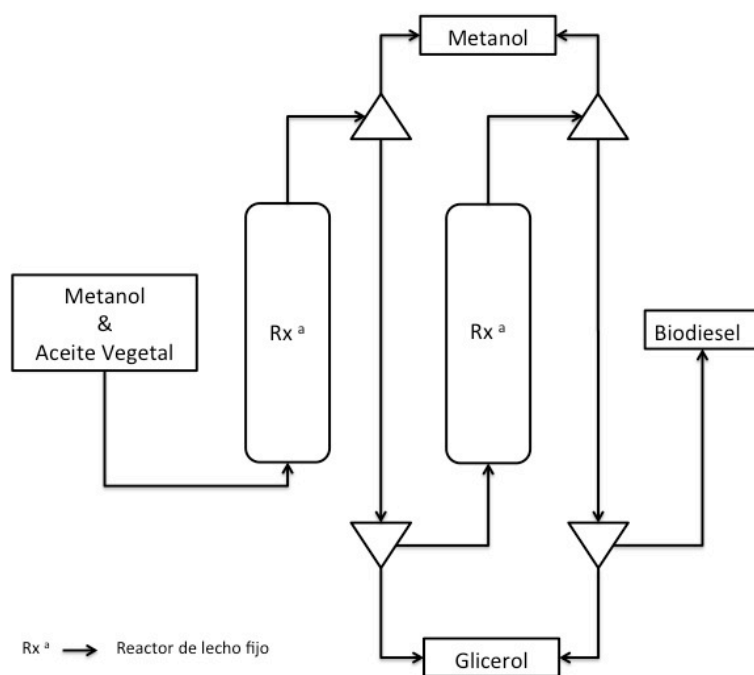 Metanol
Metanol
&
Aceite Vegetal
Rx a
Rx a
Biodiesel
Glicerol
Rx a Reactor de lecho fijo